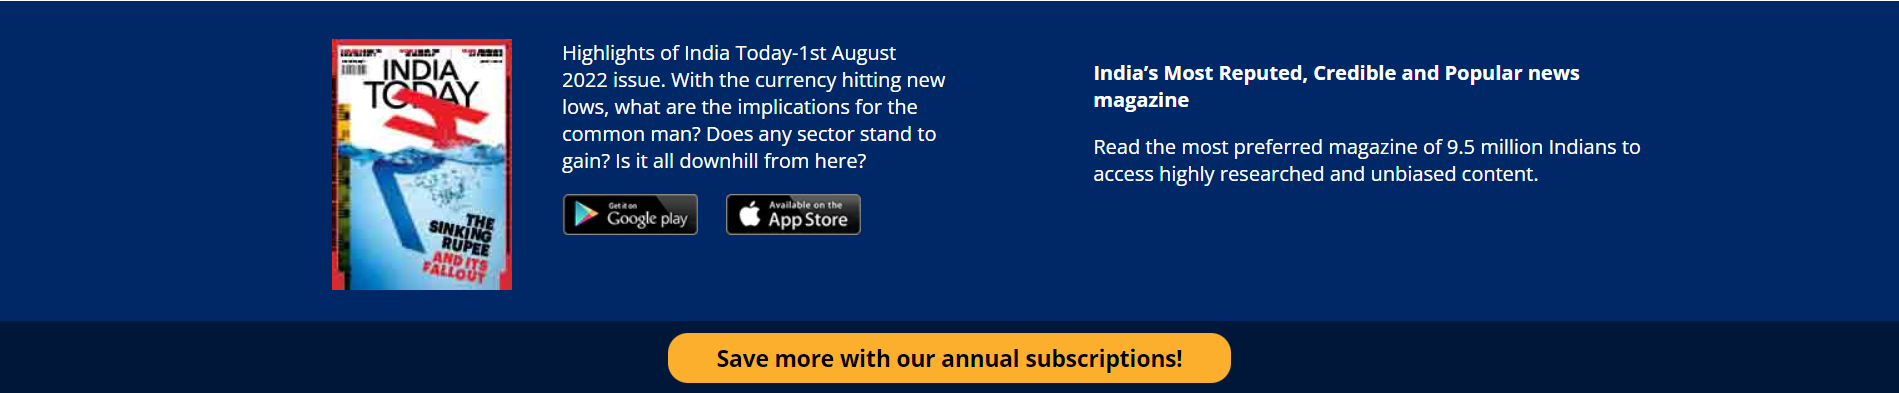 INDIA
TODAY
THE
SINKING
RUPEE
AND ITS
FALLOUT
Highlights of India Today-1st August
2022 issue. With the currency hitting new
lows, what are the implications for the
common man? Does any sector stand to
gain? Is it all downhill from here?
Get it on
Google play
Available on the
App Store
India’s Most Reputed, Credible and Popular news
magazine
Read the most preferred magazine of 9.5 million Indians to
access highly researched and unbiased content.
Save more with our annual subscriptions!